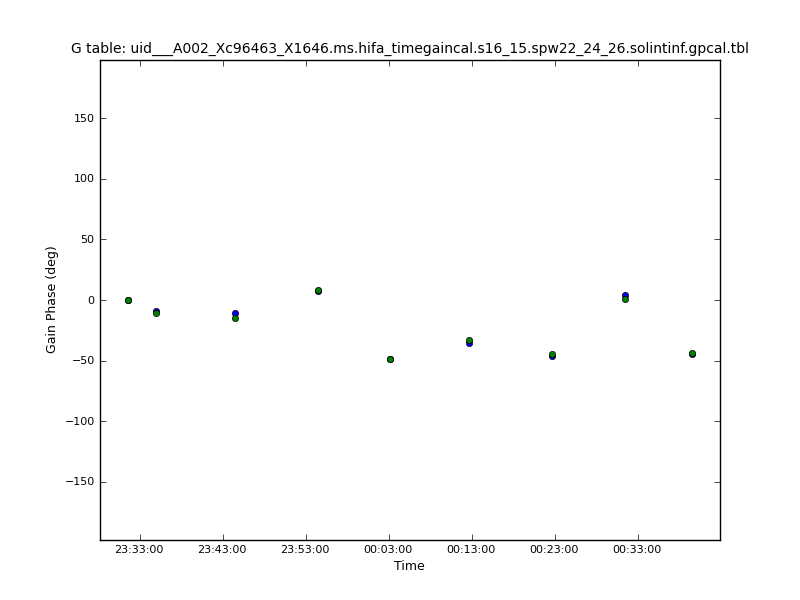 G table: uid___A002_Xc96463_X1646.ms.hifa_timegaincal.s16_15.spw22_24_26.solintinf.gpcal.tbl
150
100
50
0
−50
−100
−150
Gain Phase (deg)
23:33:00 23:43:00 23:53:00 00:03:00 00:13:00 00:23:00 00:33:00
Time